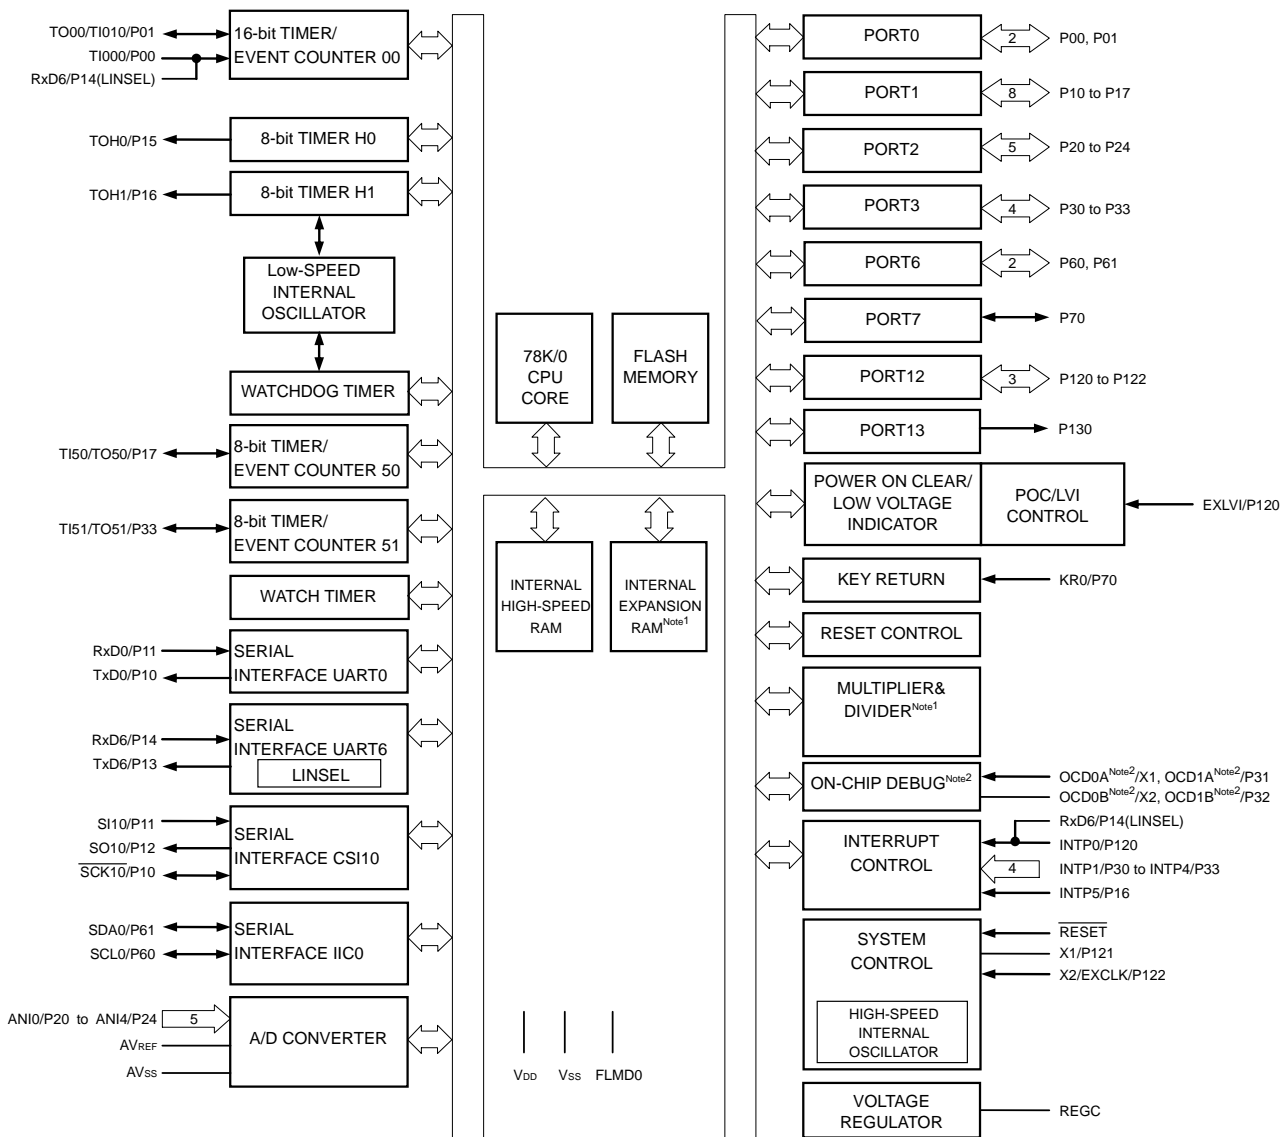 TO00/TI010/P01
TI000/P00
RxD6/P14(LINSEL)
16-bit TIMER/
EVENT COUNTER 00
TOH0/P15
8-bit TIMER H0
TOH1/P16
8-bit TIMER H1
Low-SPEED
INTERNAL
OSCILLATOR
WATCHDOG TIMER
TI50/TO50/P17
8-bit TIMER/
EVENT COUNTER 50
TI51/TO51/P33
8-bit TIMER/
EVENT COUNTER 51
WATCH TIMER
RxD0/P11
TxD0/P10
SERIAL
INTERFACE UART0
RxD6/P14
TxD6/P13
SERIAL
INTERFACE UART6
LINSEL
SI10/P11
SO10/P12
SCK10/P10
SERIAL
INTERFACE CSI10
SDA0/P61
SCL0/P60
SERIAL
INTERFACE IIC0
ANI0/P20 to ANI4/P24
5
AVREF
AVSS
A/D CONVERTER
78K/0
CPU
CORE
FLASH
MEMORY
INTERNAL
HIGH-SPEED
RAM
INTERNAL
EXPANSION
RAMNote1
VDD
VSS
FLMD0
PORT0
2
P00, P01
PORT1
8
P10 to P17
PORT2
5
P20 to P24
PORT3
4
P30 to P33
PORT6
2
P60, P61
PORT7
P70
PORT12
3
P120 to P122
PORT13
P130
POWER ON CLEAR/
LOW VOLTAGE
INDICATOR
POC/LVI
CONTROL
EXLVI/P120
KEY RETURN
KR0/P70
RESET CONTROL
MULTIPLIER&
DIVIDERNote1
ON-CHIP DEBUGNote2
OCD0ANote2/X1, OCD1ANote2/P31
OCD0BNote2/X2, OCD1BNote2/P32
INTERRUPT
CONTROL
RxD6/P14(LINSEL)
INTP0/P120
4
INTP1/P30 to INTP4/P33
INTP5/P16
SYSTEM
CONTROL
RESET
X1/P121
X2/EXCLK/P122
HIGH-SPEED
INTERNAL
OSCILLATOR
VOLTAGE
REGULATOR
REGC